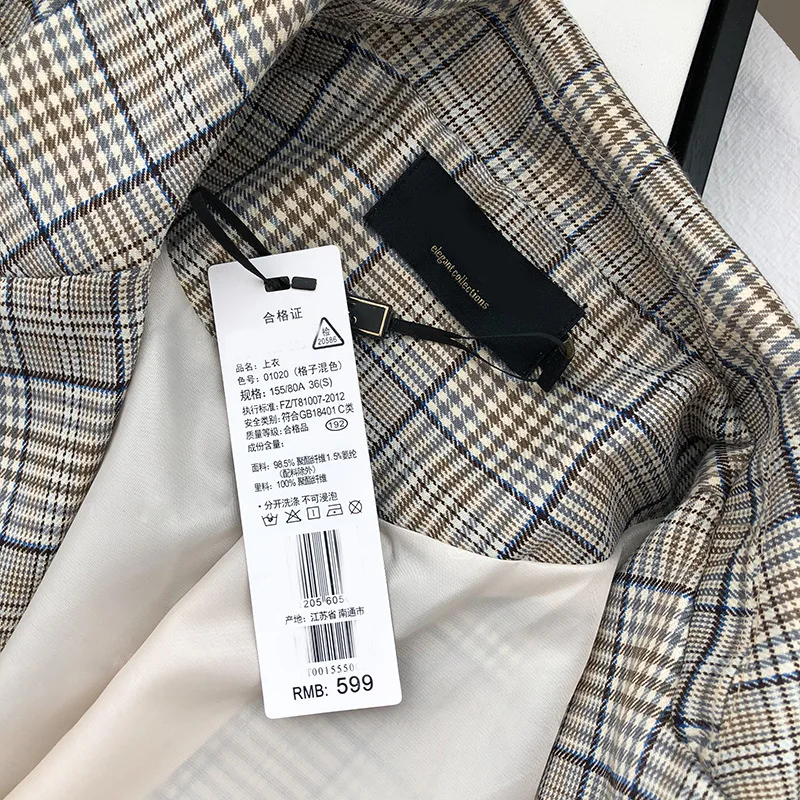 elegantcollections
合格证
检
20586
品名：上衣
色号：01020（格子混色）
规格：155/80A 36(S)
执行标准：FZ/T81007-2012
安全类别：符合GB18401 C类
质量等级：合格品
192
成份含量：
面料：98.5% 聚酯纤维 1.5% 氨纶
（配料除外）
里料：100% 聚酯纤维
• 分开洗涤 不可浸泡
205 605
产地：江苏省 南通市
T0015550
RMB: 599